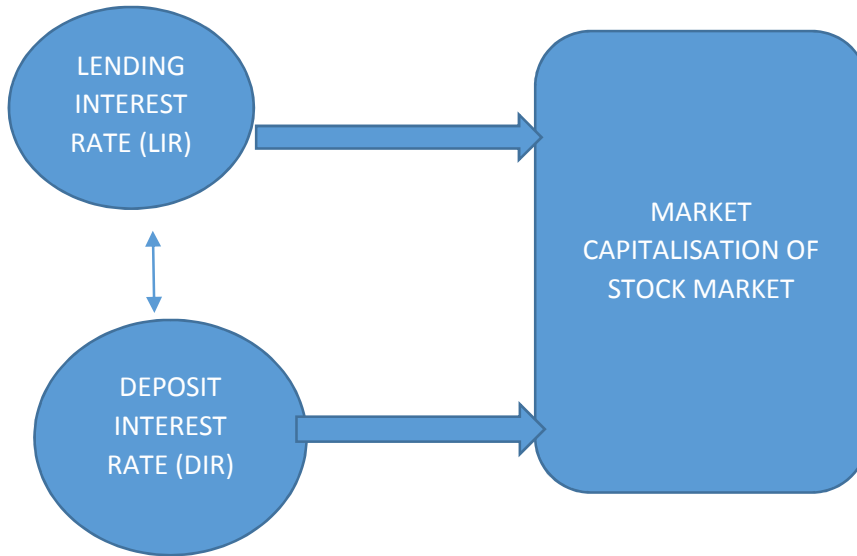 LENDING
INTEREST
RATE (LIR)
MARKET
CAPITALISATION OF
STOCK MARKET
DEPOSIT
INTEREST
RATE (DIR)